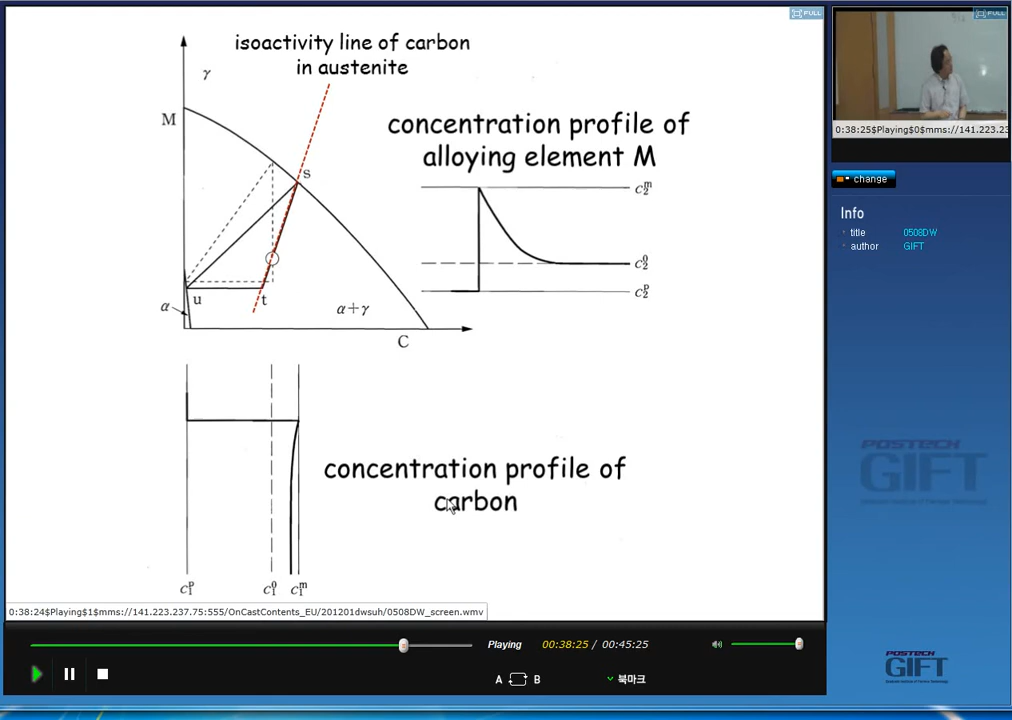 isoactivity line of carbon
in austenite
γ
M
s
concentration profile of
alloying element M
c₂ᵐ
c₂⁰
c₂ᵖ
u
t
α
α+γ
C
concentration profile of
carbon
c₁ᵖ
c₁⁰
c₁ᵐ
0:38:24$Playing$1$mms://141.223.237.75:555/OnCastContents_EU/201201dwsuh/0508DW_screen.wmv
Playing
00:38:25 / 00:45:25
A
B
북마크
FULL
FULL
0:38:25$Playing$0$mms://141.223.23
change
Info
title
0508DW
author
GIFT
POSTECH
GIFT
POSTECH
GIFT